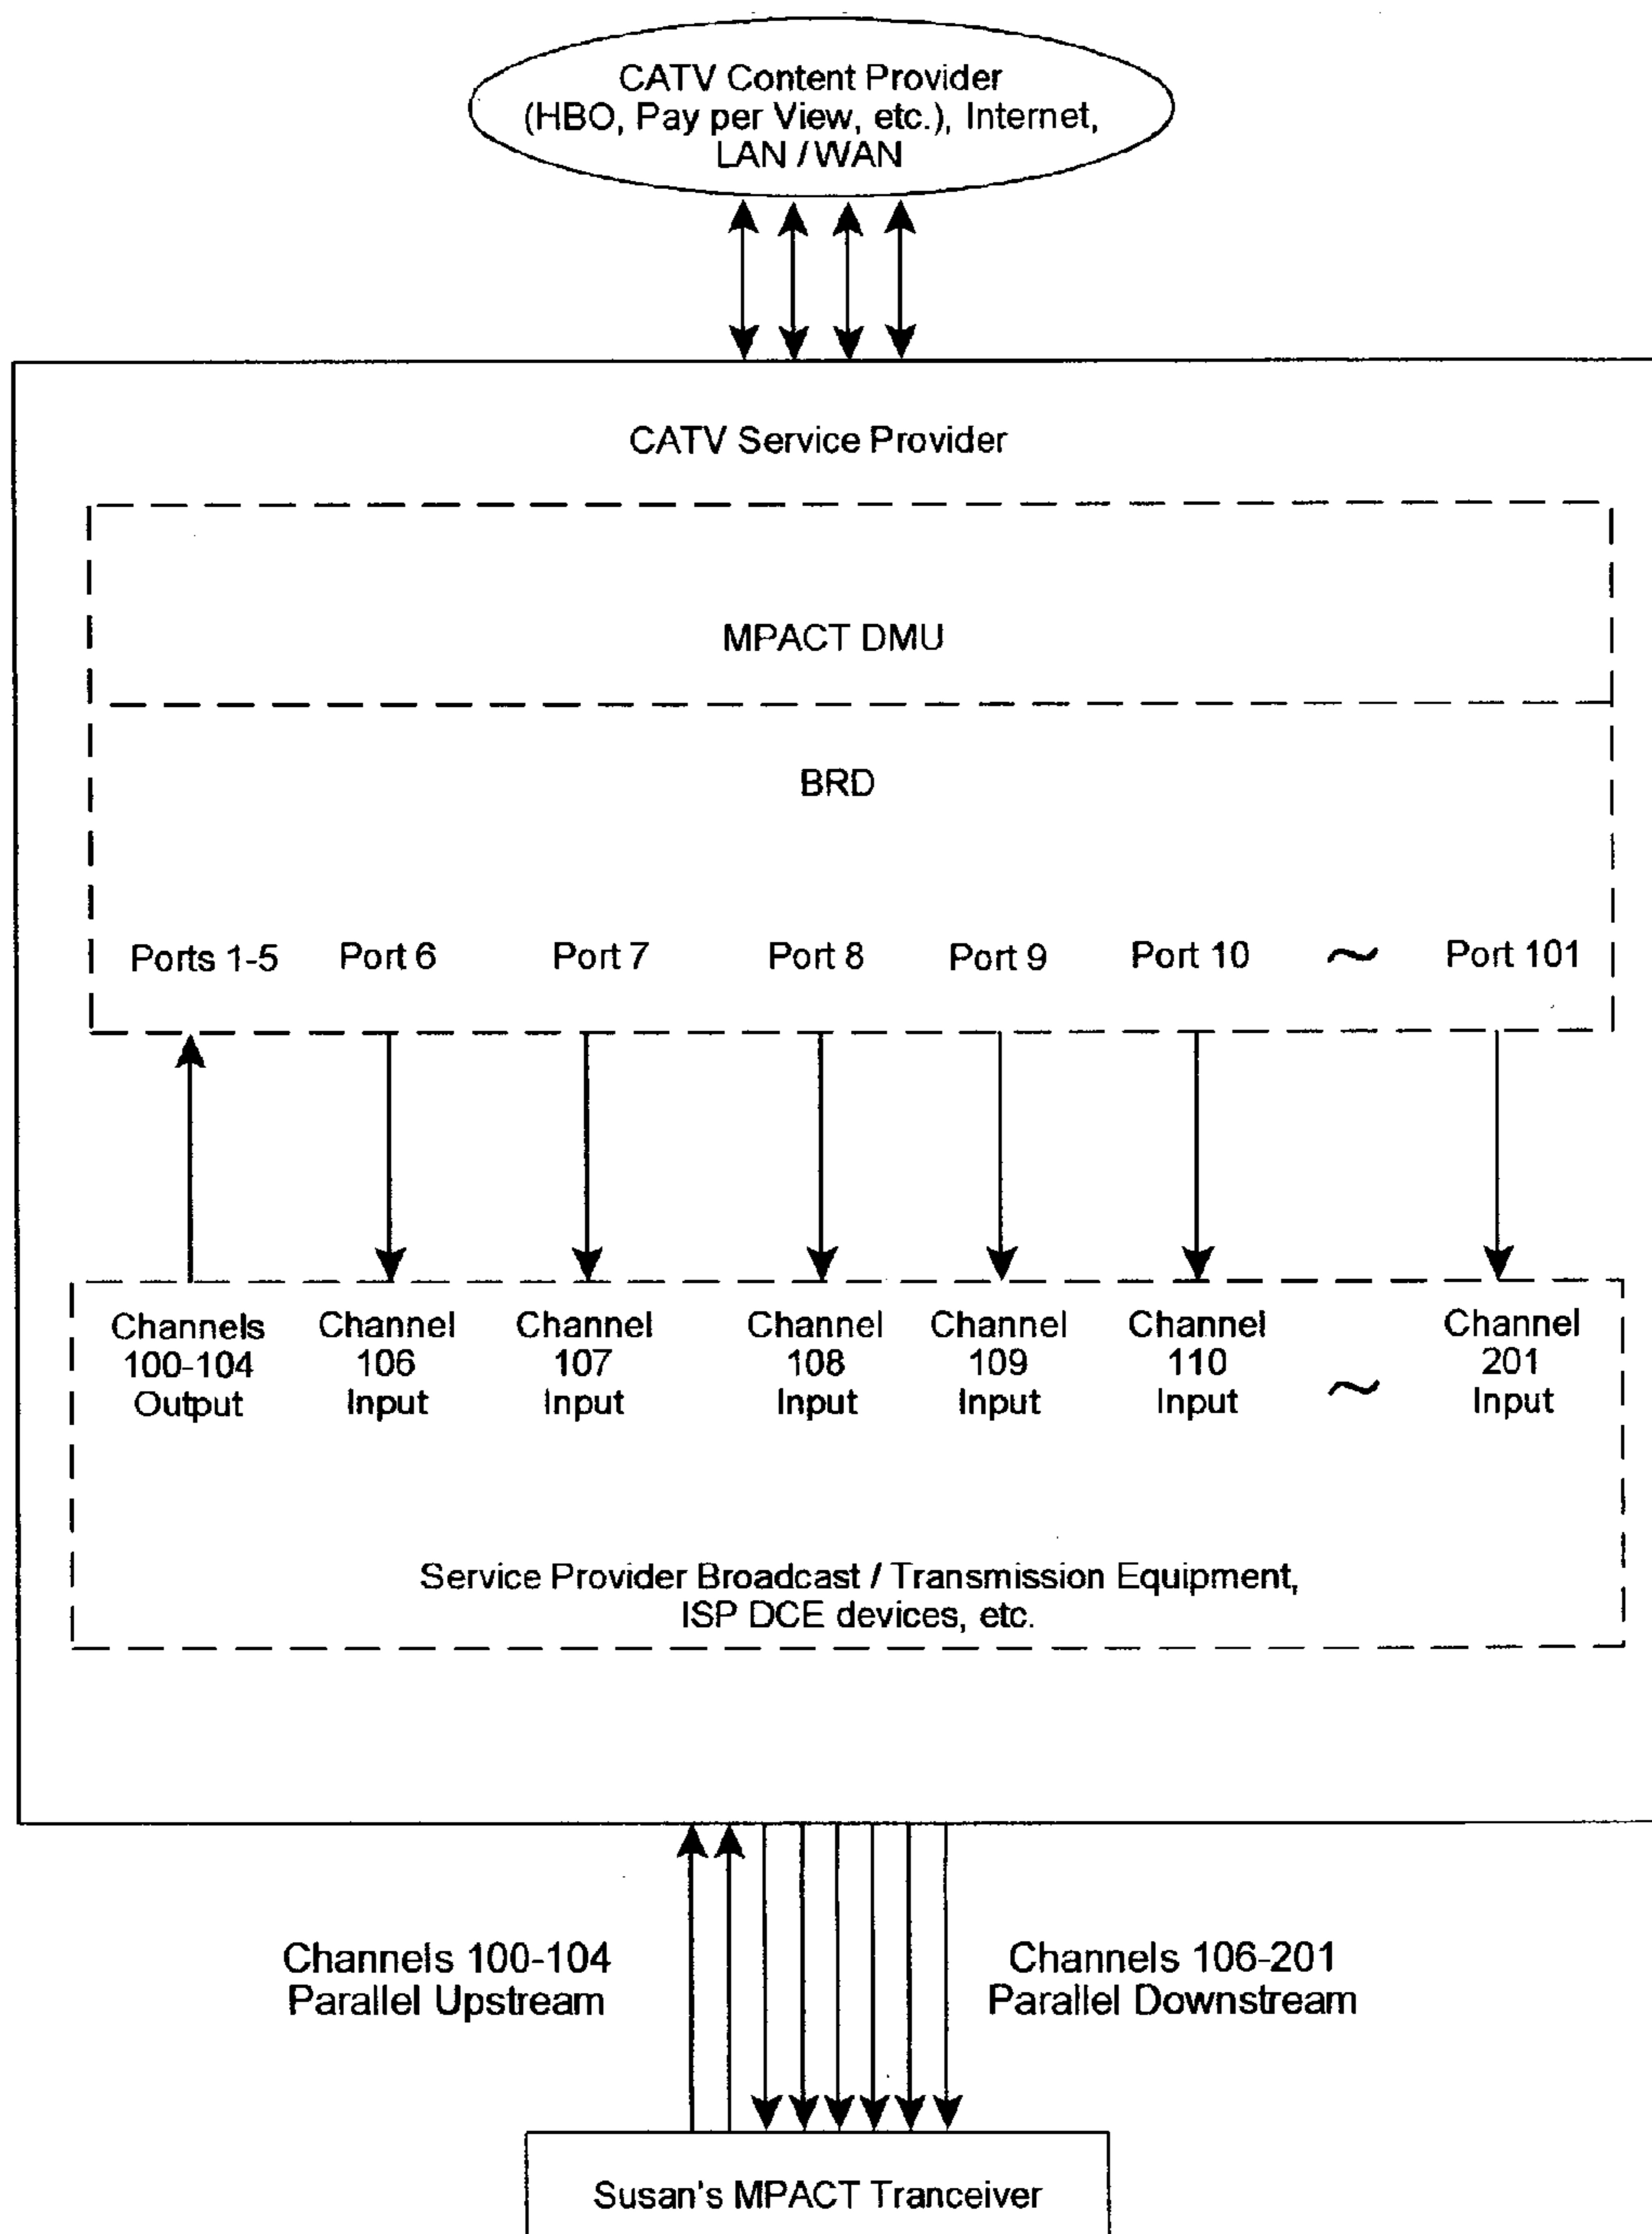 CATV Content Provider
(HBO, Pay per View, etc.), Internet,
LAN / WAN
CATV Service Provider
MPACT DMU
BRD
Ports 1-5 Port 6 Port 7 Port 8 Port 9 Port 10 ~ Port 101
Channels Channel Channel Channel Channel Channel Channel
100-104 106 107 108 109 110 ~ 201
Output Input Input Input Input Input Input
Service Provider Broadcast / Transmission Equipment,
ISP DCE devices, etc.
Channels 100-104
Parallel Upstream
Channels 106-201
Parallel Downstream
Susan's MPACT Tranceiver